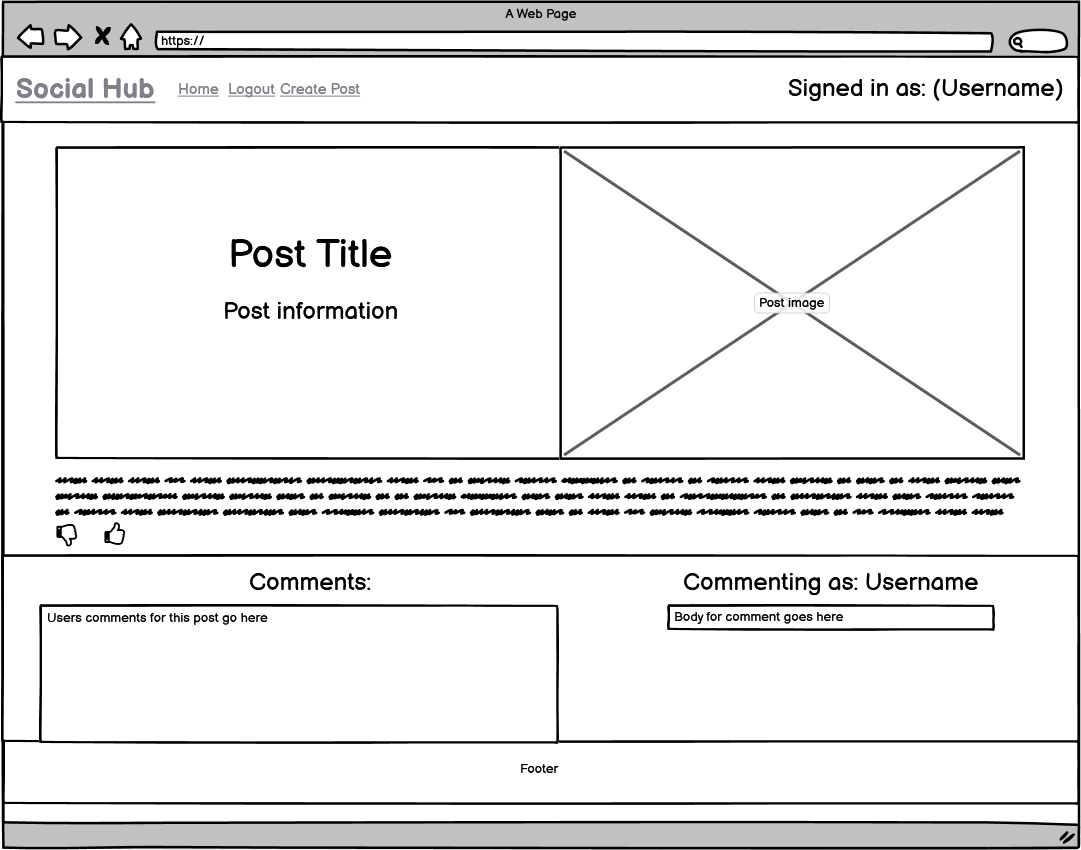 A Web Page
https://
Social Hub Home Logout Create Post Signed in as: (Username)
Post Title
Post information
Post image
Comments: Commenting as: Username
Users comments for this post go here Body for comment goes here
Footer